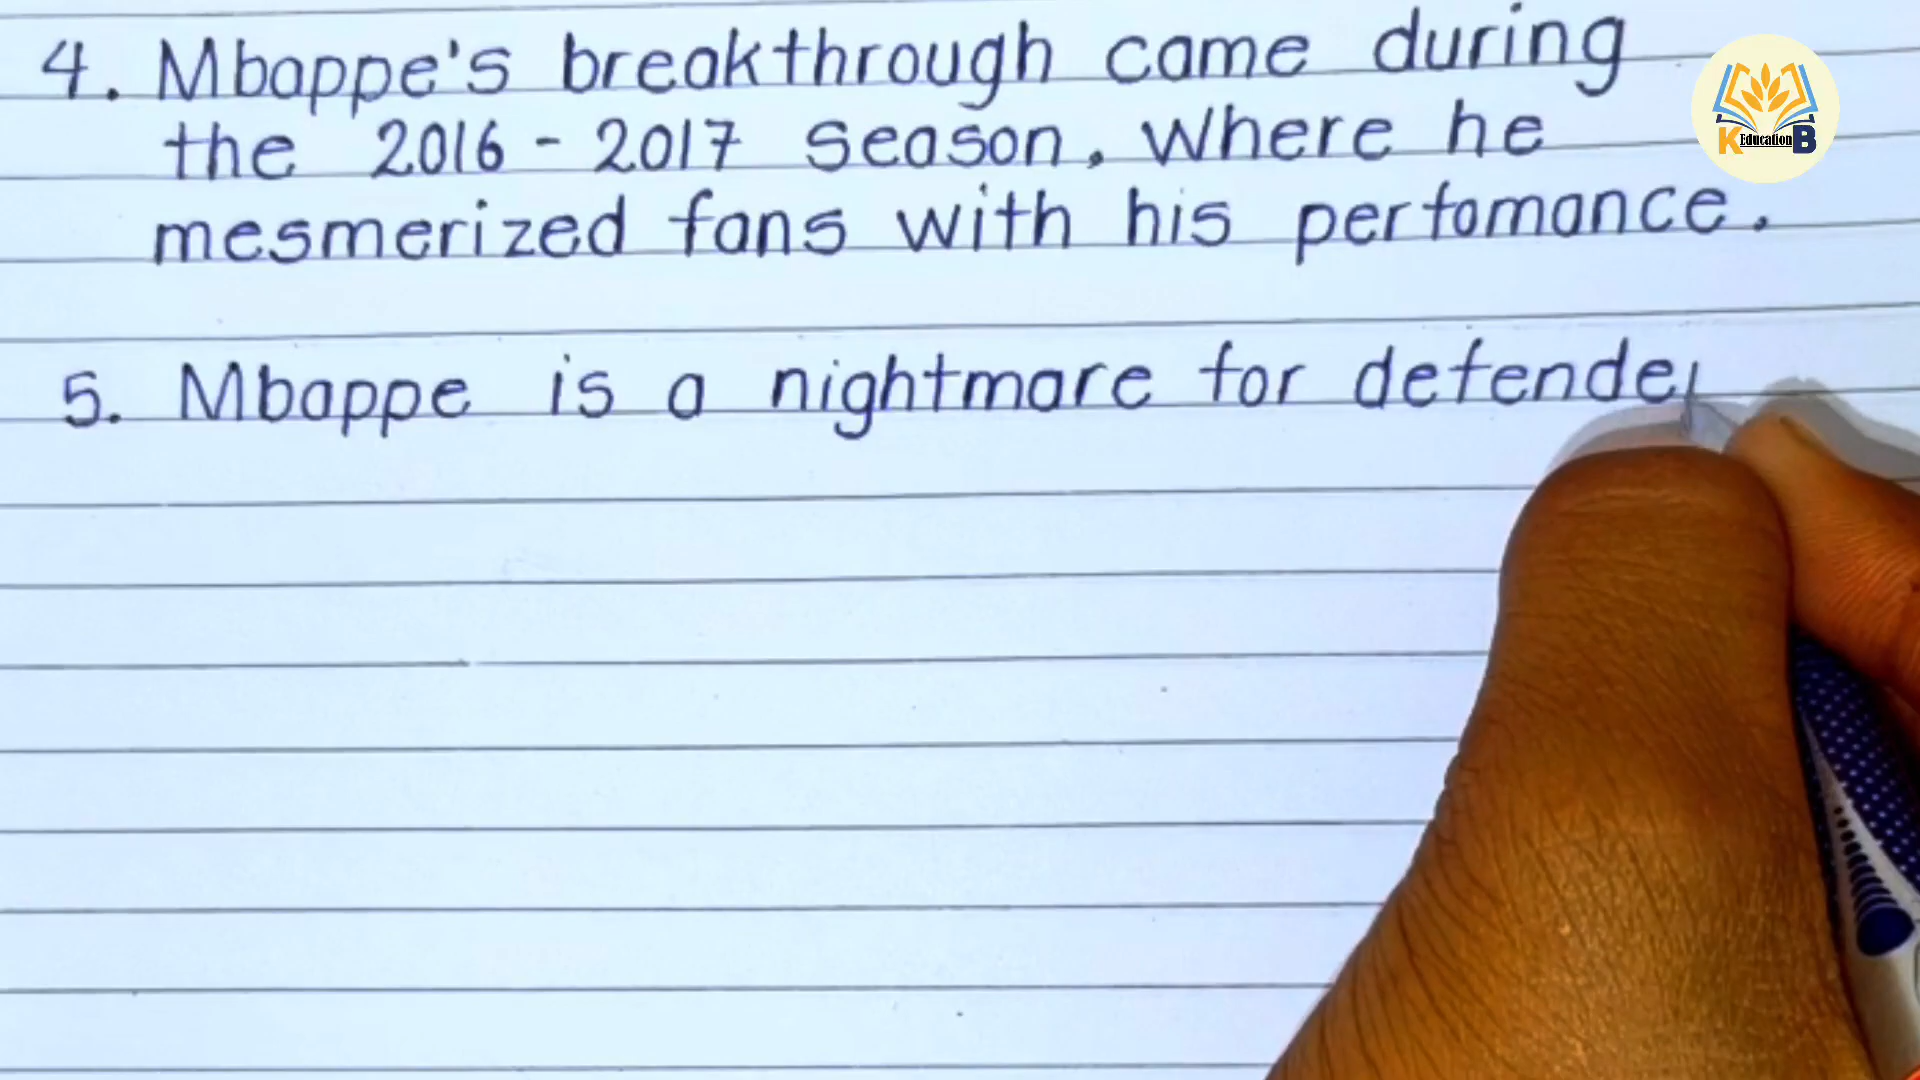 4. Mbappe's breakthrough came during
the 2016 - 2017 season. Where he
mesmerized fans with his perfomance.
5. Mbappe is a nightmare for defender
K Education B